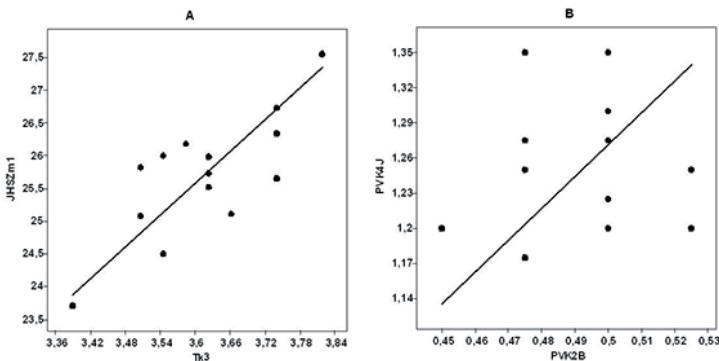 A
27,5
27
26,5
26
25,5
25
24,5
24
23,5
JHSZm1
3,36 3,42 3,48 3,54 3,6 3,66 3,72 3,78 3,84
Tk3
B
1,35
1,32
1,29
1,26
1,23
1,2
1,17
1,14
PVK4J
0,45 0,46 0,47 0,48 0,49 0,5 0,51 0,52 0,53
PVK2B